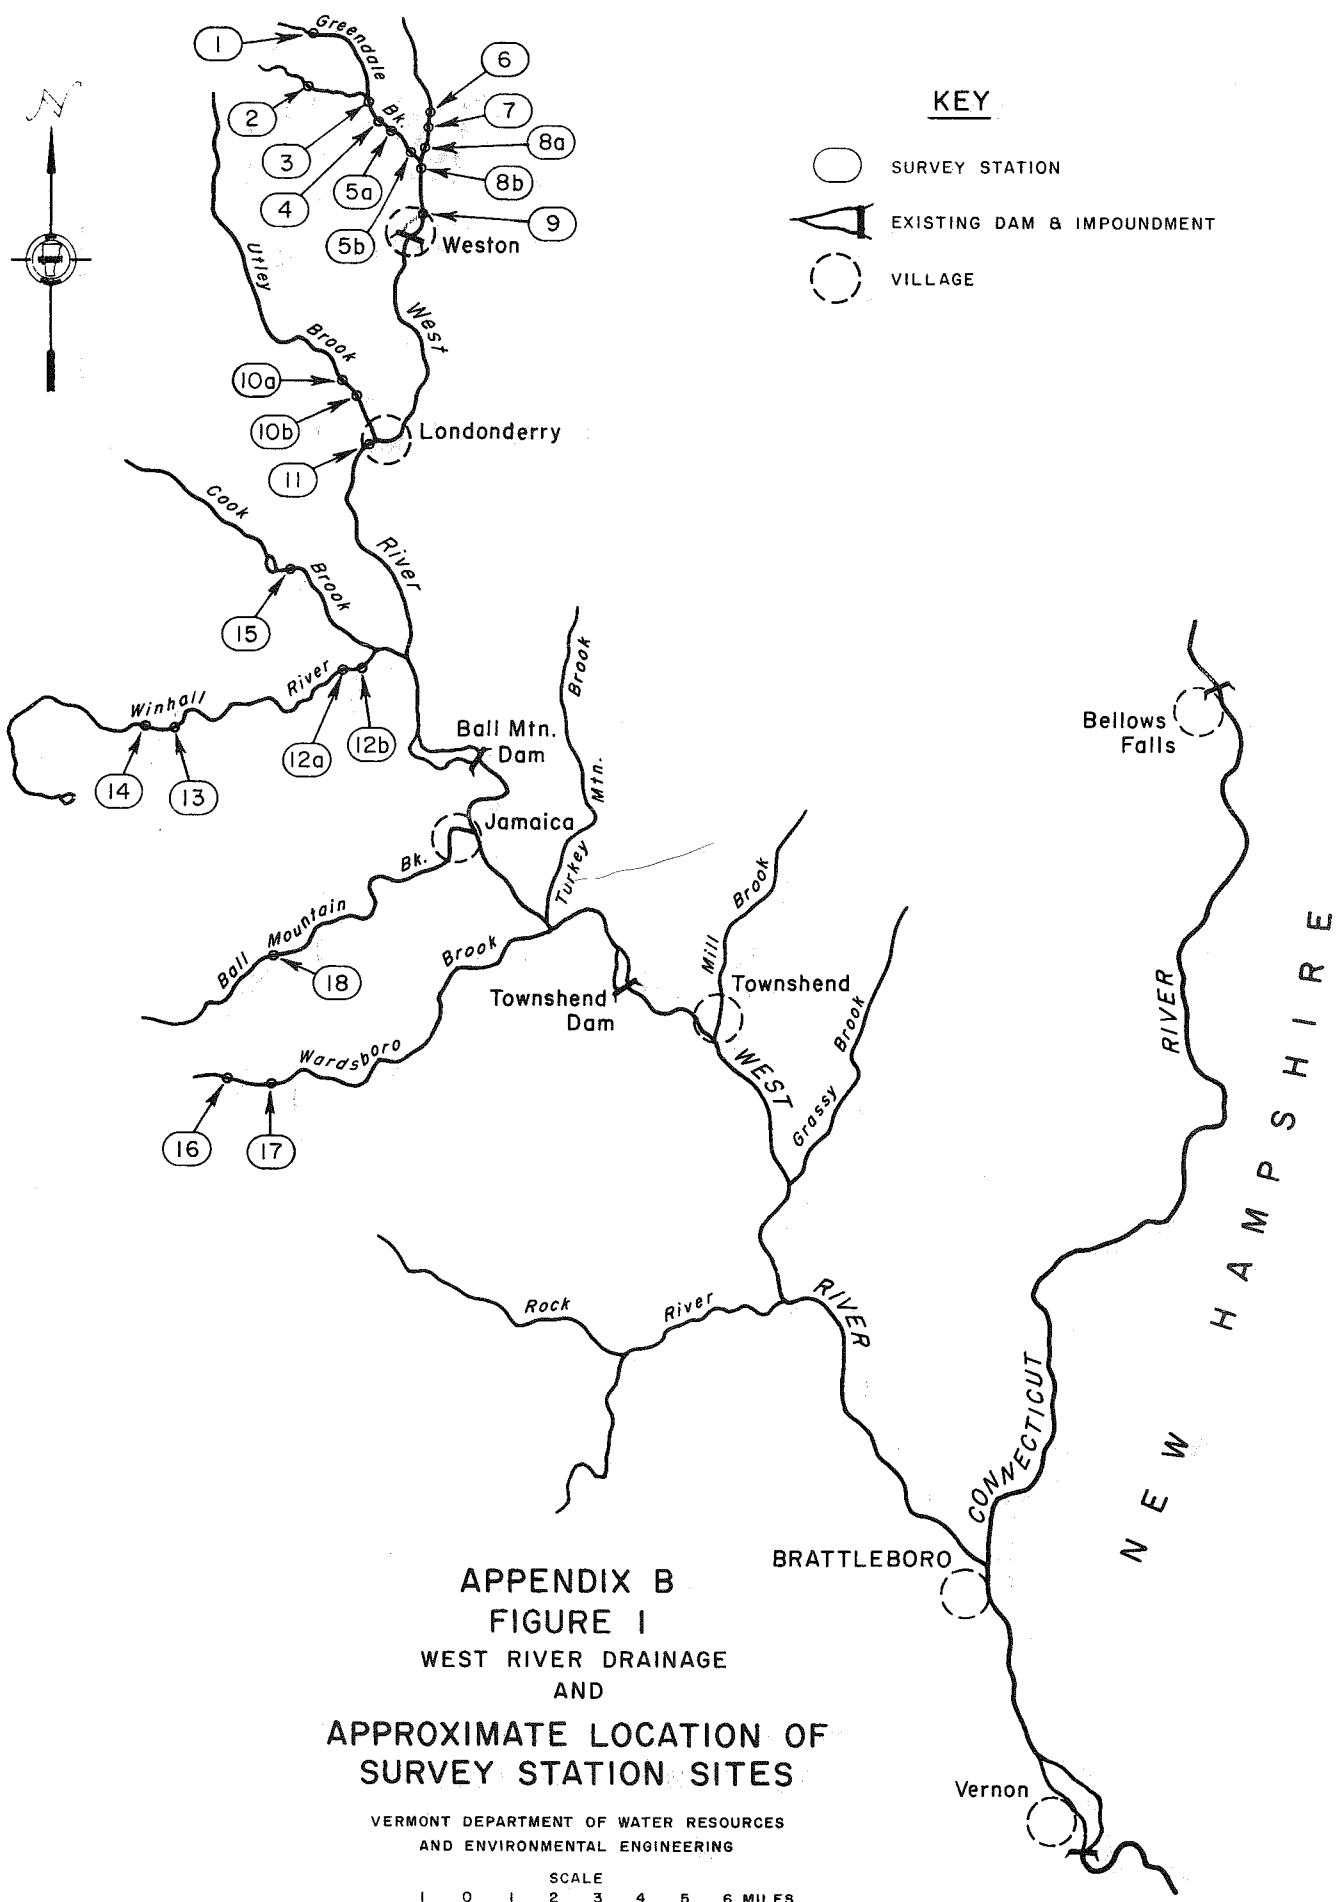 N
KEY
SURVEY STATION
EXISTING DAM & IMPOUNDMENT
VILLAGE
1
2
3
4
5a
5b
6
7
8a
8b
9
Greendale
Bk.
Weston
Utley
Brook
West
10a
10b
11
Londonderry
River
Cook
Brook
15
Winhall
River
12a
12b
13
14
Ball Mtn.
Dam
Brook
Mtn.
Turkey
Jamaica
Ball
Mountain
Bk.
18
Wardsboro
Brook
16
17
Townshend
Dam
Mill
Brook
Townshend
Grassy
Brook
WEST
RIVER
Rock
River
Bellows
Falls
RIVER
CONNECTICUT
NEW HAMPSHIRE
BRATTLEBORO
Vernon
APPENDIX B
FIGURE 1
WEST RIVER DRAINAGE
AND
APPROXIMATE LOCATION OF
SURVEY STATION SITES
VERMONT DEPARTMENT OF WATER RESOURCES
AND ENVIRONMENTAL ENGINEERING
SCALE
1 0 1 2 3 4 5 6 MILES